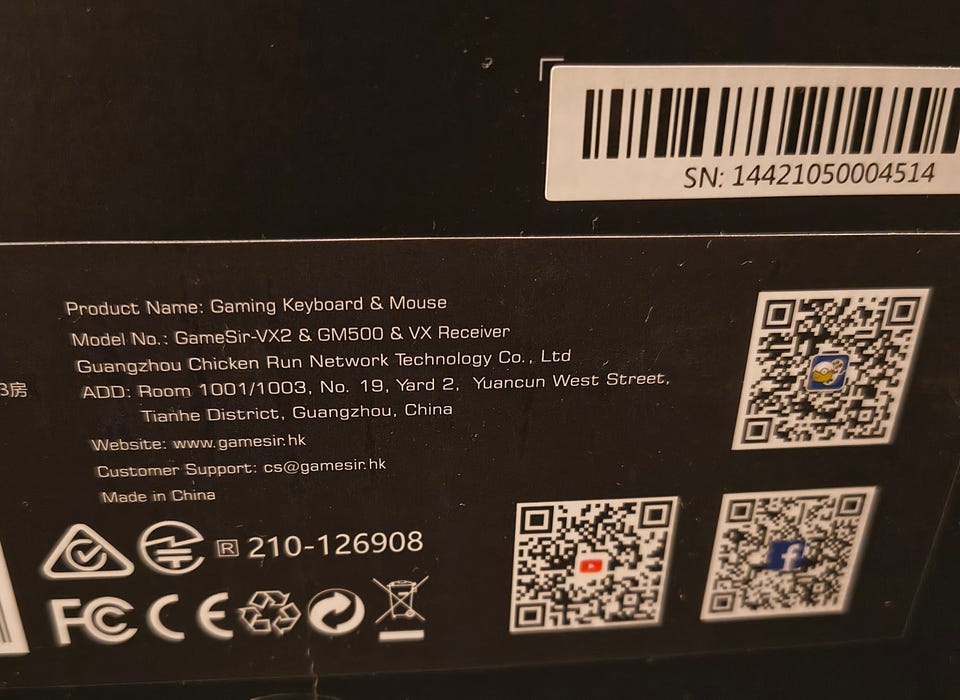 SN: 14421050004514
Product Name: Gaming Keyboard & Mouse
Model No.: GameSir-VX2 & GM500 & VX Receiver
Guangzhou Chicken Run Network Technology Co., Ltd
3房
ADD: Room 1001/1003, No. 19, Yard 2, Yuancun West Street,
Tianhe District, Guangzhou, China
Website: www.gamesir.hk
Customer Support: cs@gamesir.hk
Made in China
R 210-126908
FC CE